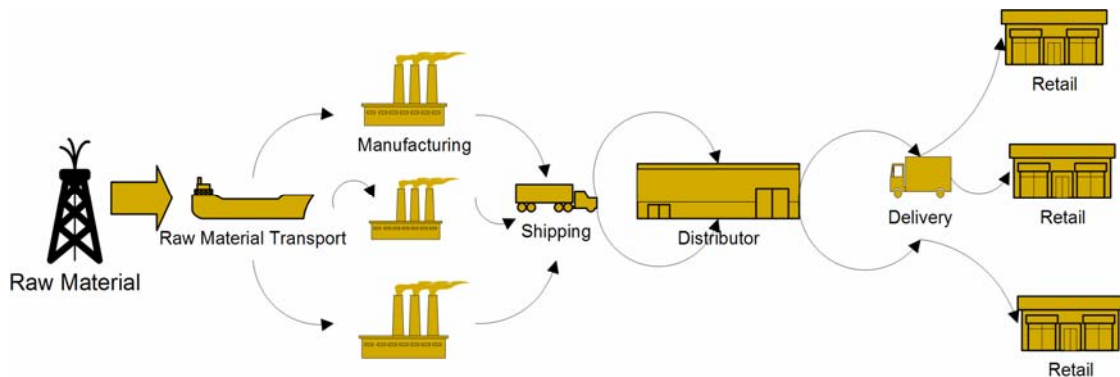 Raw Material
Raw Material Transport
Manufacturing
Shipping
Distributor
Delivery
Retail
Retail
Retail